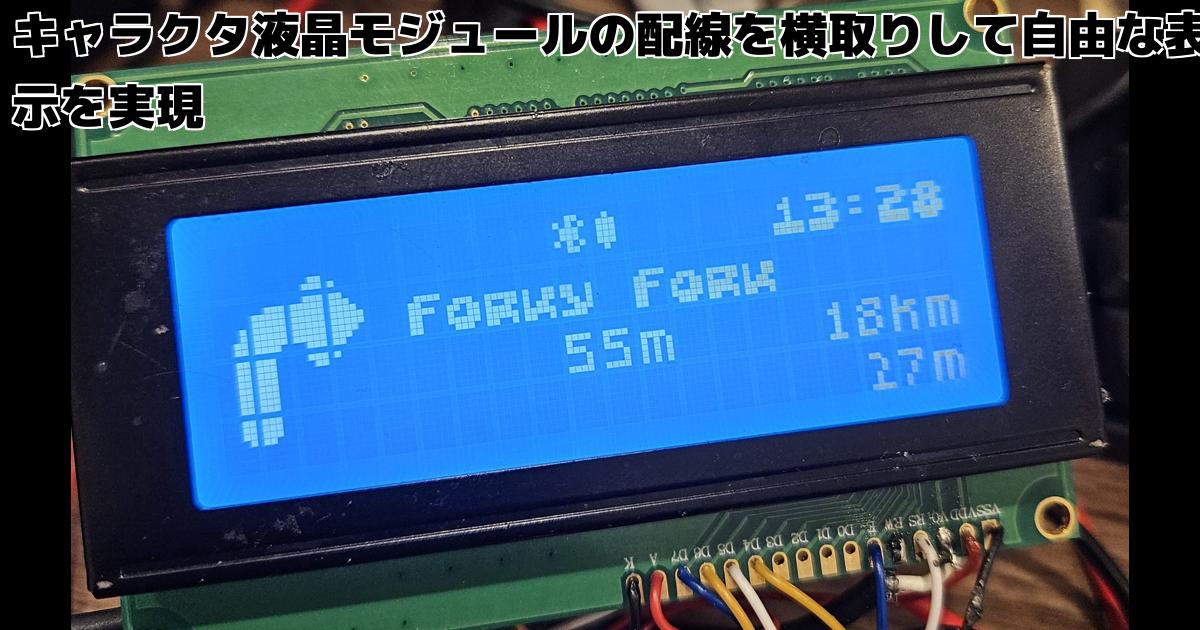 キャラクタ液晶モジュールの配線を横取りして自由な表
示を実現
13:28
FORKY FORK
55m
18km
27m
K A D7 D6 D5 D4 D3 D2 D1 D0 E RW RS VO VDD VSS